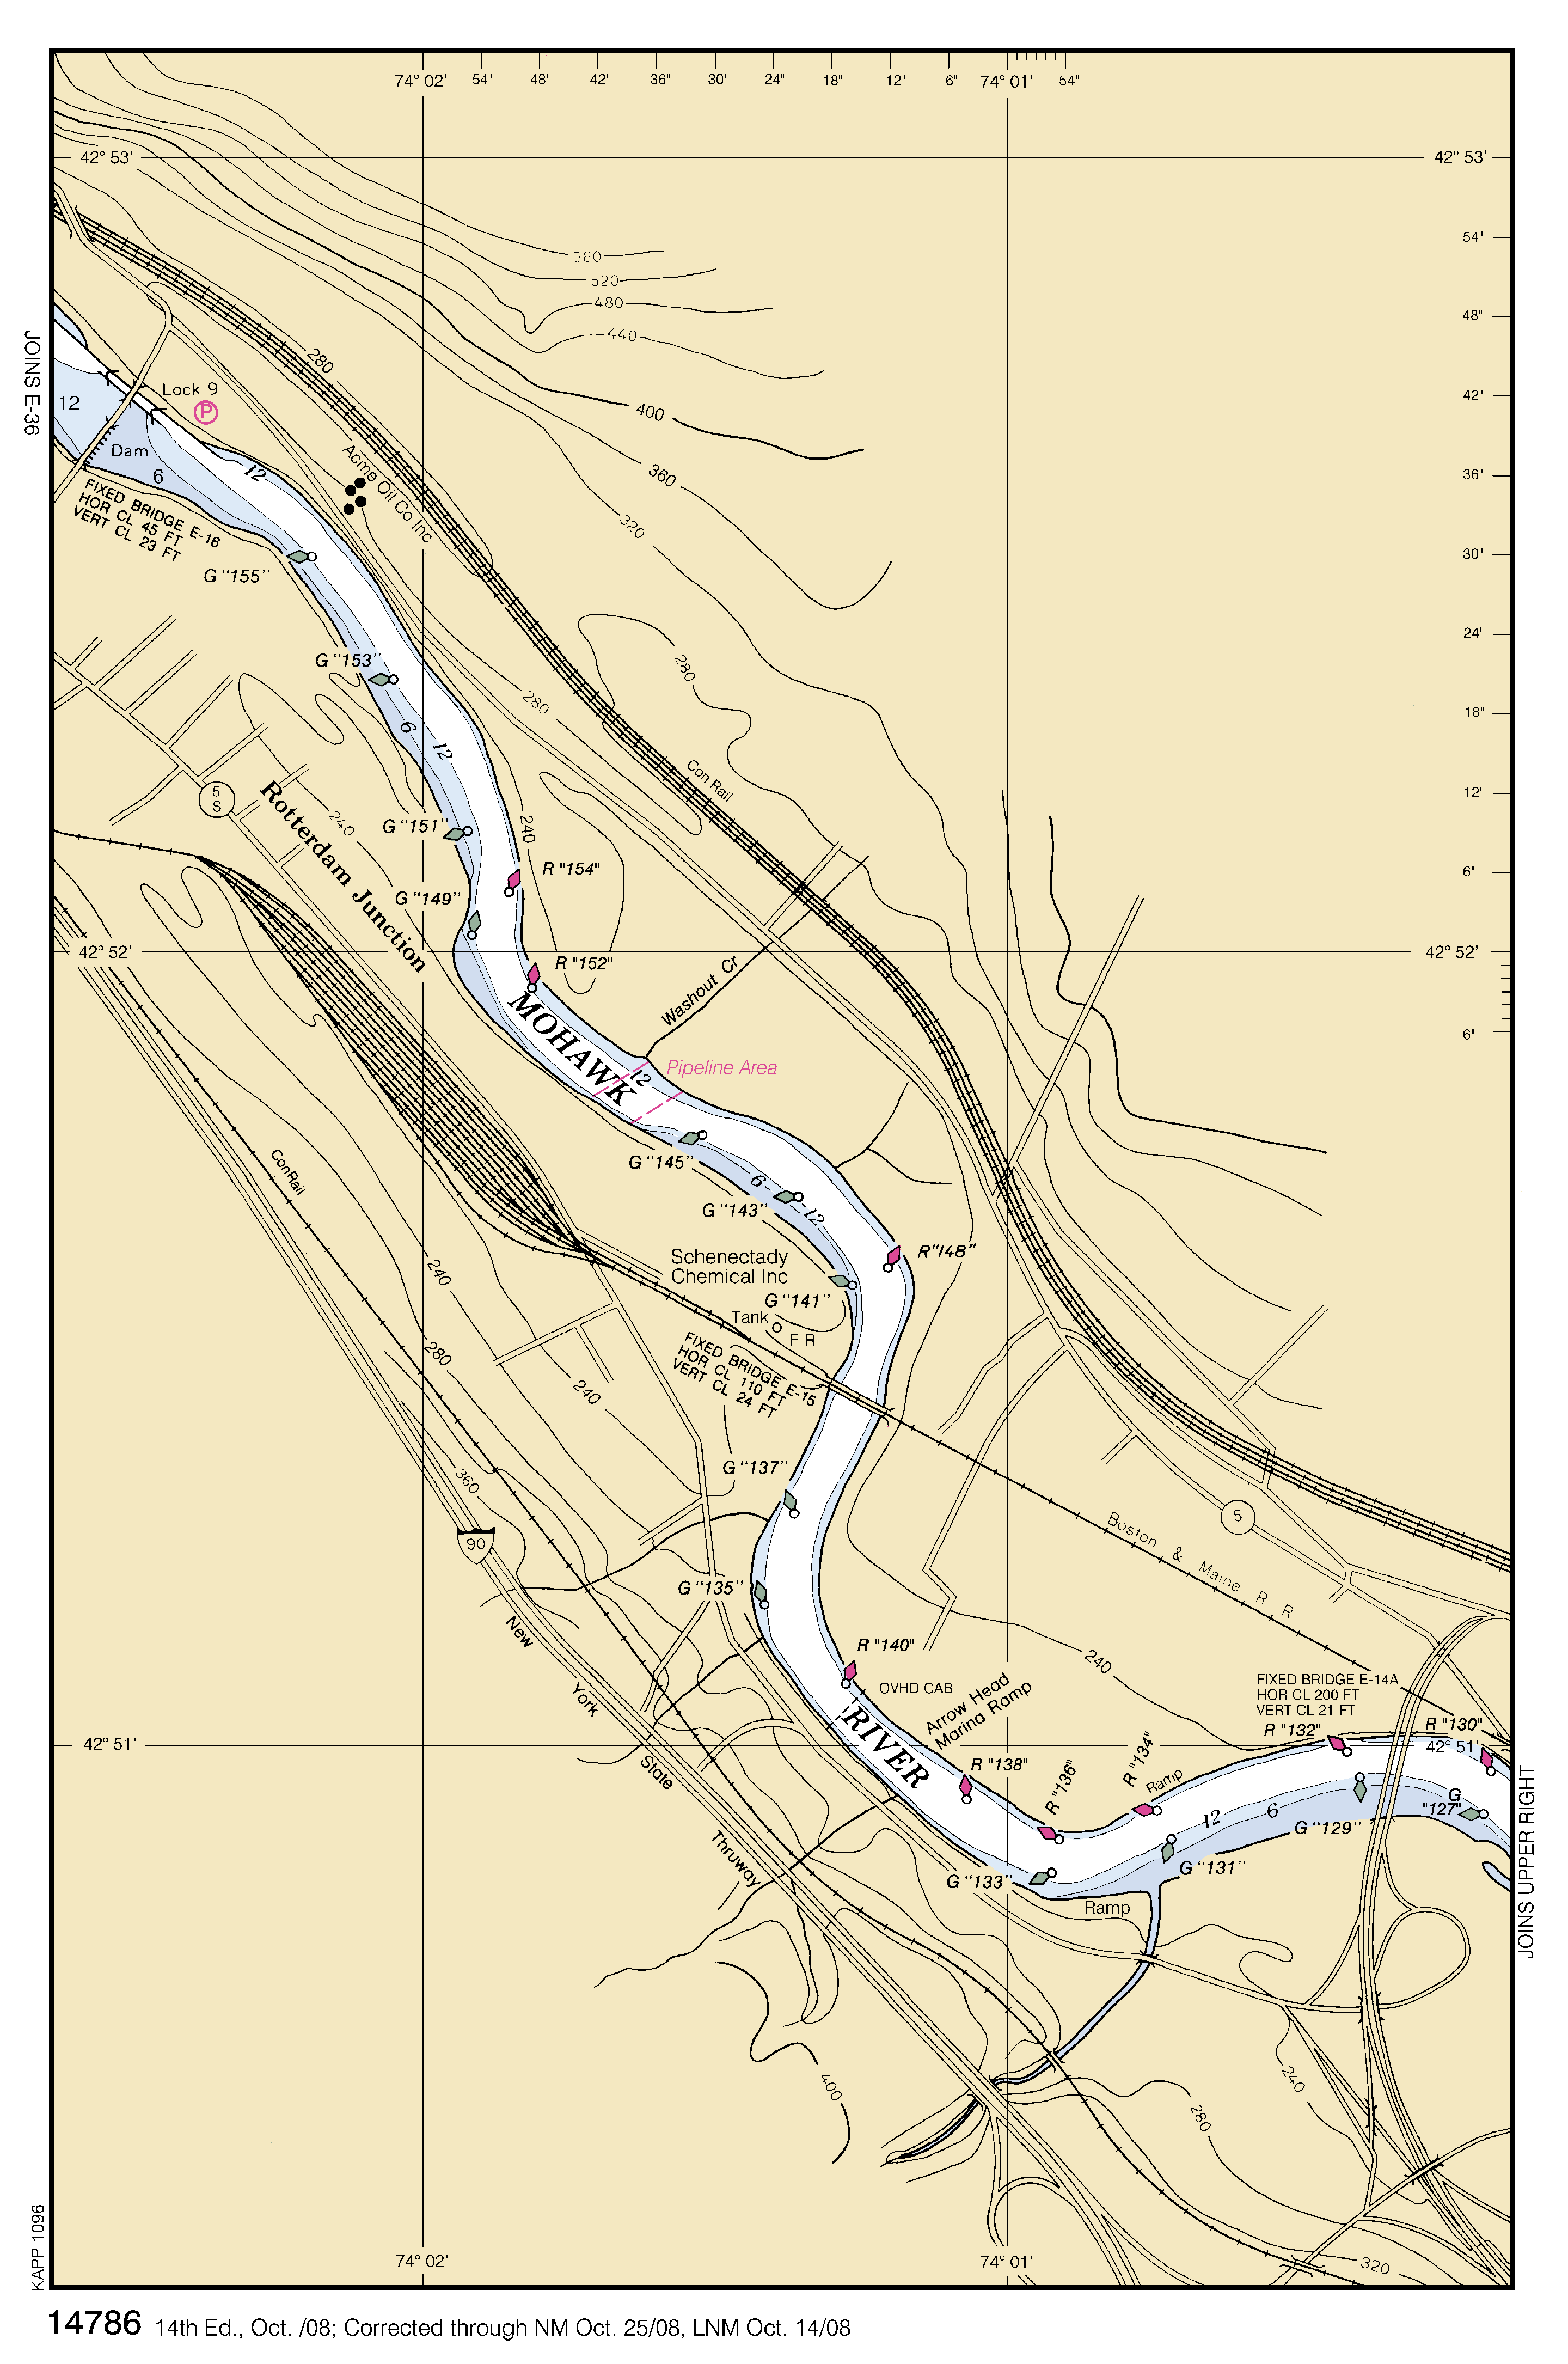 74° 02'
54"
48"
42"
36"
30"
24"
18"
12"
6"
74° 01'
54"
42° 53'
42° 53'
54"
48"
42"
36"
30"
24"
18"
12"
6"
560
520
480
440
400
360
320
280
JOINS E-36
Lock 9
P
12
Dam
6
12
FIXED BRIDGE E-16
HOR CL 45 FT
VERT CL 23 FT
Acme Oil Co Inc
G "155"
G "153"
6
12
280
280
Con Rail
5
S
Rotterdam Junction
240
G "151"
240
R "154"
G "149"
42° 52'
42° 52'
6"
R "152"
Washout Cr
MOHAWK
12
Pipeline Area
G "145"
6
G "143"
12
ConRail
R "148"
Schenectady
Chemical Inc
G "141"
Tank
F R
FIXED BRIDGE E-15
HOR CL 110 FT
VERT CL 24 FT
240
280
240
G "137"
360
90
5
Boston & Maine R R
G "135"
New York State Thruway
R "140"
OVHD CAB
Arrow Head
Marina Ramp
240
FIXED BRIDGE E-14A
HOR CL 200 FT
VERT CL 21 FT
R "132"
R "130"
42° 51'
42° 51'
RIVER
R "138"
R "136"
R "134"
Ramp
12
6
G "129"
G
"127"
G "133"
G "131"
Ramp
JOINS UPPER RIGHT
400
240
280
320
74° 02'
74° 01'
KAPP 1096
14786 14th Ed., Oct. /08; Corrected through NM Oct. 25/08, LNM Oct. 14/08